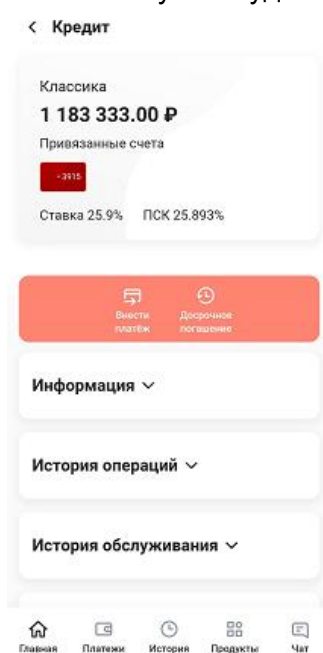 Кредит
Классика
1 183 333.00 ₽
Привязанные счета
·3915
Ставка 25.9% ПСК 25.893%
Внести платёж
Досрочное погашение
Информация
История операций
История обслуживания
Главная Платежи История Продукты Чат